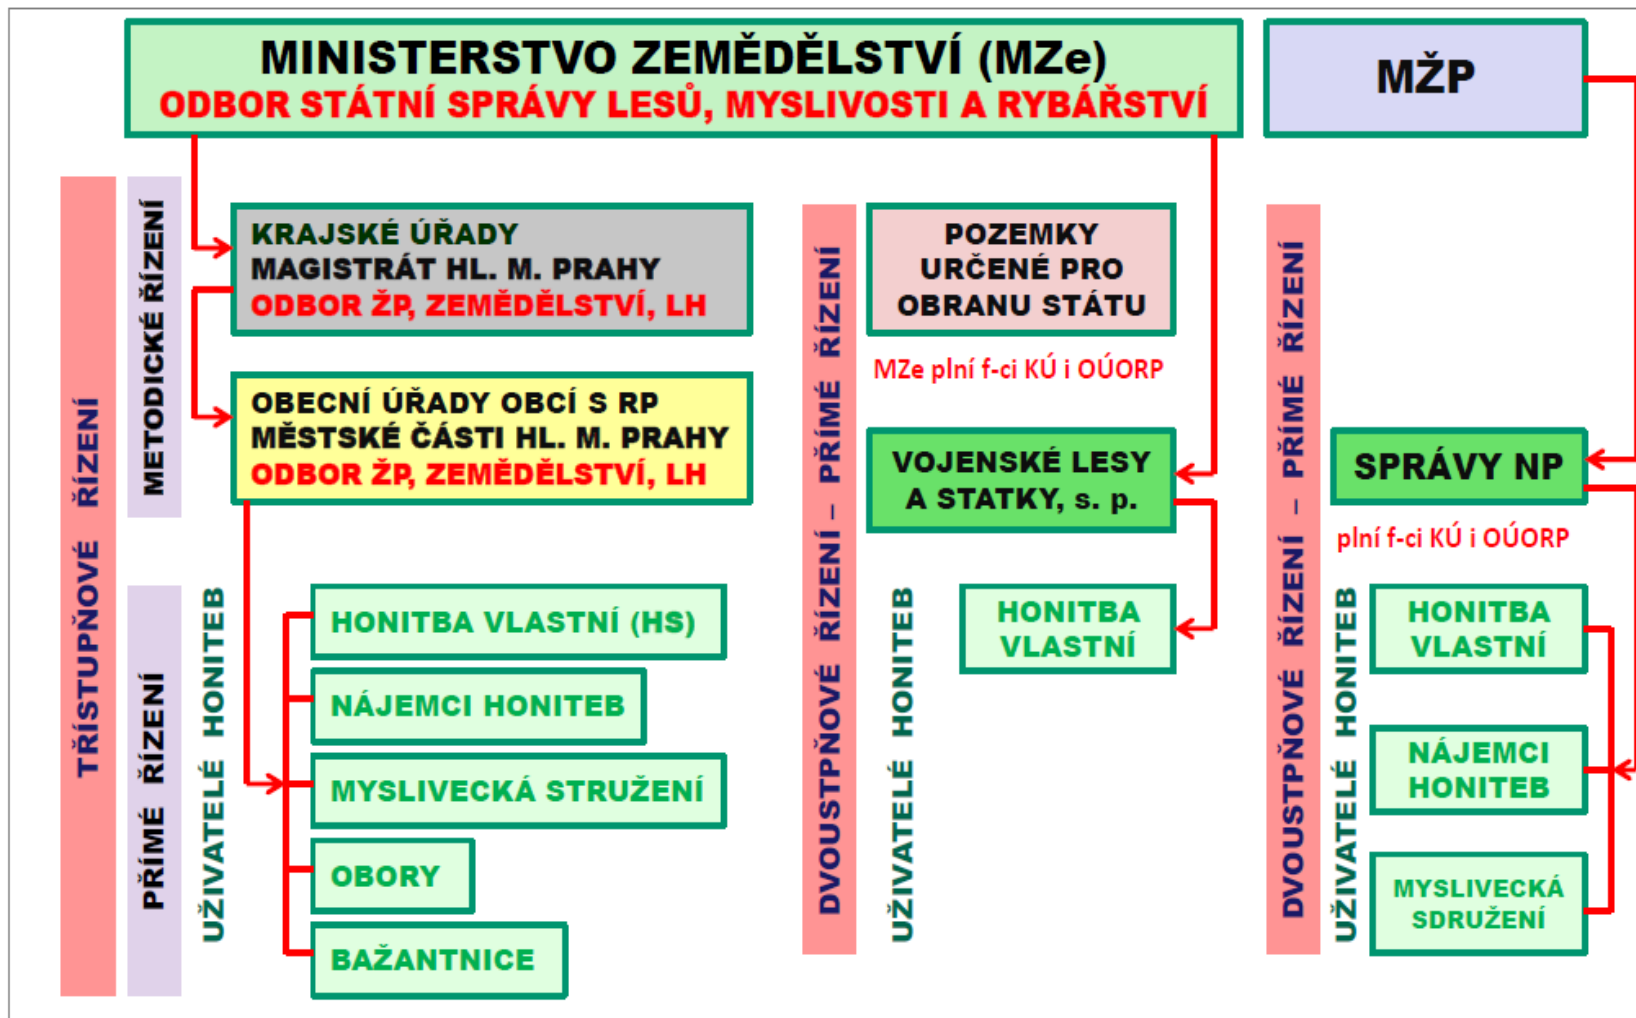 MINISTERSTVO ZEMĚDĚLSTVÍ (MZe)
ODBOR STÁTNÍ SPRÁVY LESŮ, MYSLIVOSTI A RYBÁŘSTVÍ
MŽP
TŘÍSTUPŇOVÉ ŘÍZENÍ
METODICKÉ ŘÍZENÍ
KRAJSKÉ ÚŘADY
MAGISTRÁT HL. M. PRAHY
ODBOR ŽP, ZEMĚDĚLSTVÍ, LH
OBECNÍ ÚŘADY OBCÍ S RP
MĚSTSKÉ ČÁSTI HL. M. PRAHY
ODBOR ŽP, ZEMĚDĚLSTVÍ, LH
PŘÍMÉ ŘÍZENÍ
UŽIVATELÉ HONITEB
HONITBA VLASTNÍ (HS)
NÁJEMCI HONITEB
MYSLIVECKÁ STRUŽENÍ
OBORY
BAŽANTNICE
DVOUSTPŇOVÉ ŘÍZENÍ – PŘÍMÉ ŘÍZENÍ
POZEMKY
URČENÉ PRO
OBRANU STÁTU
MZe plní f-ci KÚ i OÚORP
VOJENSKÉ LESY
A STATKY, s. p.
UŽIVATELÉ HONITEB
HONITBA
VLASTNÍ
DVOUSTPŇOVÉ ŘÍZENÍ – PŘÍMÉ ŘÍZENÍ
SPRÁVY NP
plní f-ci KÚ i OÚORP
UŽIVATELÉ HONITEB
HONITBA
VLASTNÍ
NÁJEMCI
HONITEB
MYSLIVECKÁ
SDRUŽENÍ